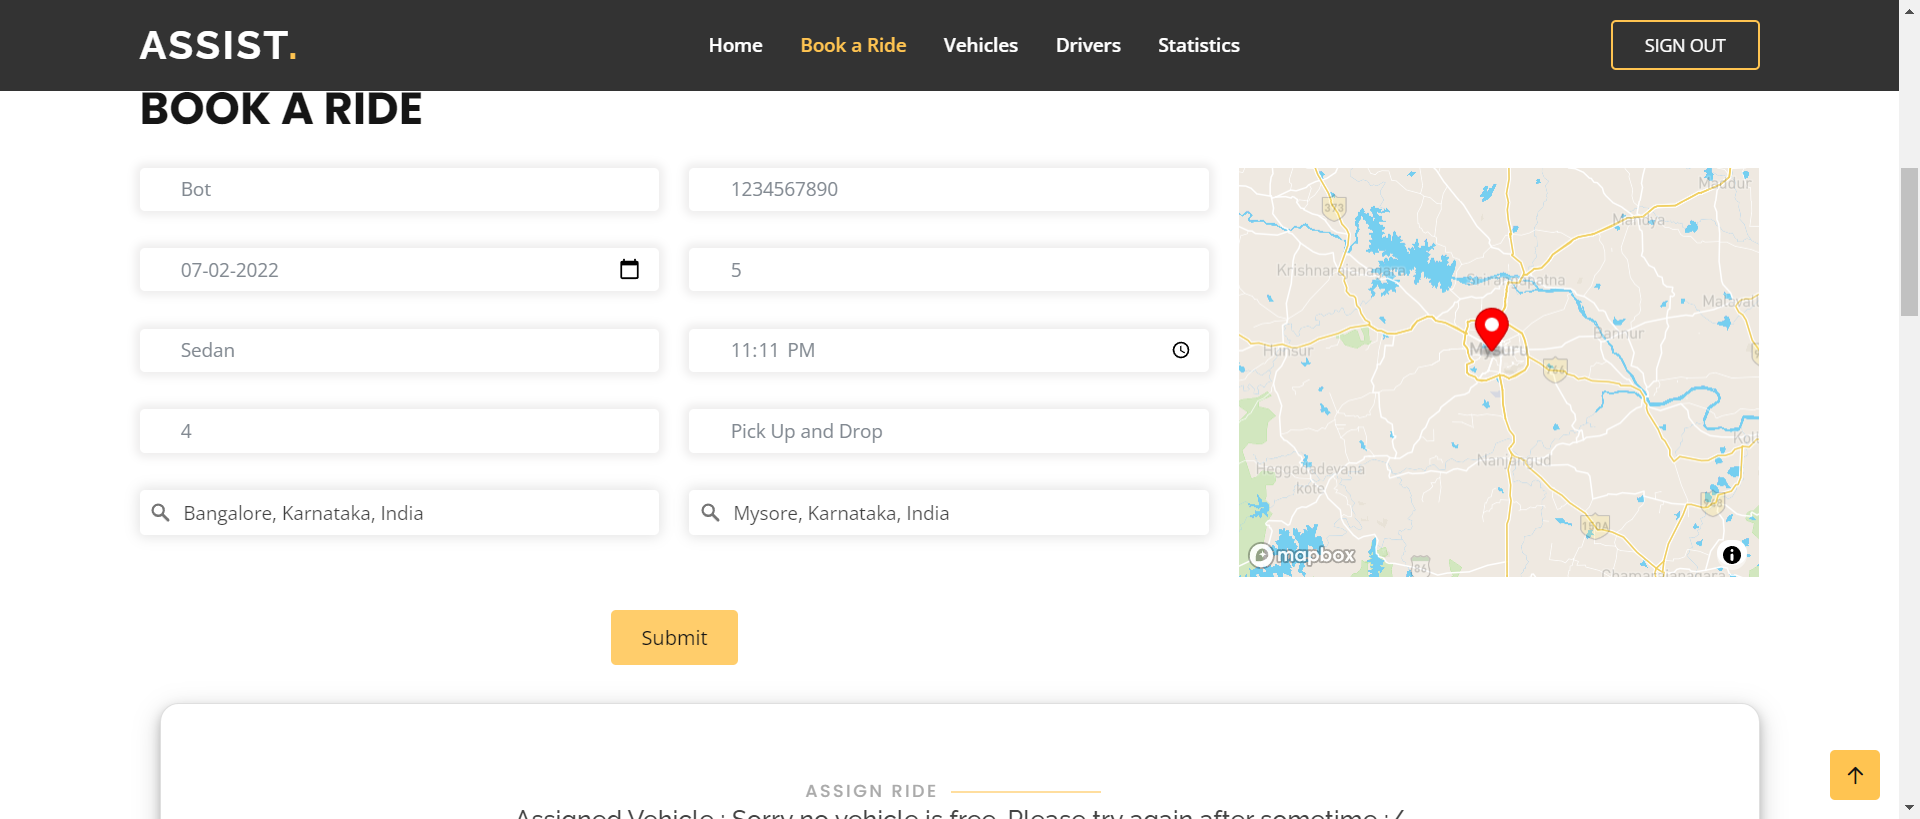 ASSIST.
Home Book a Ride Vehicles Drivers Statistics
SIGN OUT
BOOK A RIDE
Bot
1234567890
07-02-2022
5
Sedan
11:11 PM
4
Pick Up and Drop
Bangalore, Karnataka, India
Mysore, Karnataka, India
Submit
Maddur
373
Mandya
Krishnarajanagara
Srirangapatna
Malavall
Bannur
Hunsur
Mysuru
766
Koll
Nanjangud
Heggadadevana
kote
948
150A
86
Chamarajanagara
mapbox
ASSIGN RIDE
Assigned Vehicle : Sorry no vehicle is free. Please try again after sometime :/